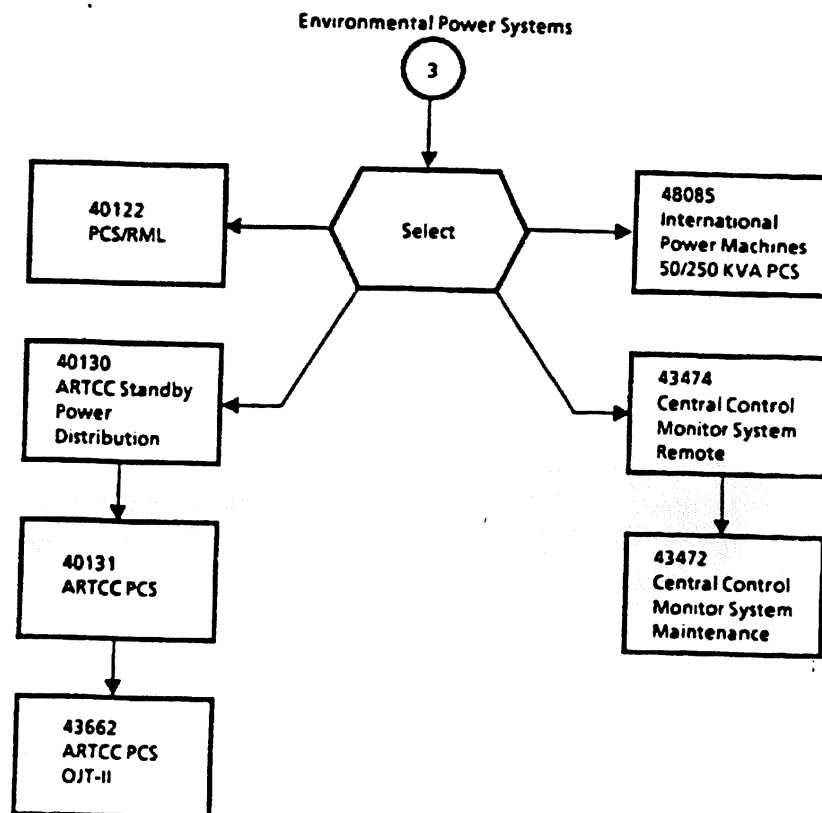 Environmental Power Systems
3
Select
40122
PCS/RML
48085
International
Power Machines
50/250 KVA PCS
40130
ARTCC Standby
Power
Distribution
43474
Central Control
Monitor System
Remote
40131
ARTCC PCS
43472
Central Control
Monitor System
Maintenance
43662
ARTCC PCS
OJT-II